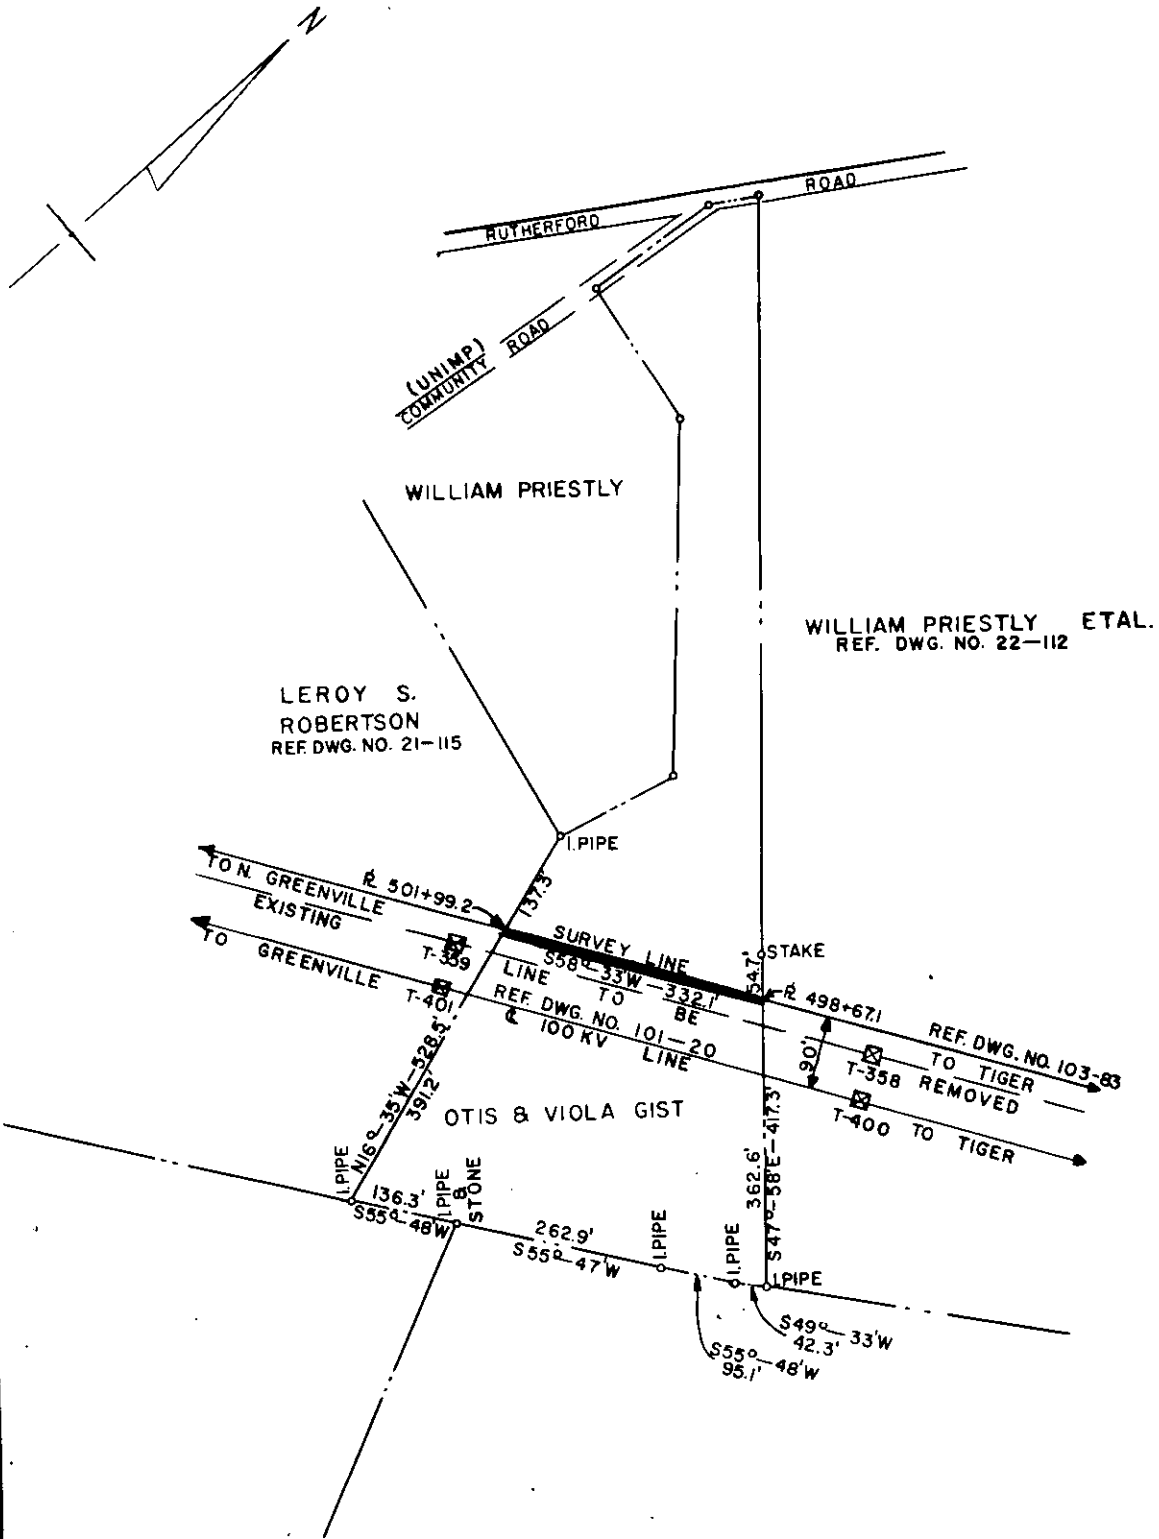 N
RUTHERFORD ROAD
(UNIMP)
COMMUNITY ROAD
WILLIAM PRIESTLY
WILLIAM PRIESTLY ETAL.
REF. DWG. NO. 22-112
LEROY S.
ROBERTSON
REF. DWG. NO. 21-115
I.PIPE
137.3'
TO N. GREENVILLE
EXISTING LINE TO BE REMOVED
℞ 501+99.2
SURVEY LINE
S58°-33'W-332.1'
STAKE
54.7'
℞ 498+67.1
REF. DWG. NO. 103-83
TO TIGER
T-359
TO GREENVILLE
T-401
REF. DWG. NO. 101-20
℄ 100 KV LINE
90'
T-358
T-400
TO TIGER
N16°-35'W-528.5'
391.2'
OTIS & VIOLA GIST
362.6'
S47°-58'E-417.3'
I.PIPE
136.3'
S55°-48'W
I.PIPE
&
STONE
262.9'
S55°-47'W
I.PIPE
I.PIPE
I.PIPE
S49°-33'W
42.3'
S55°-48'W
95.1'